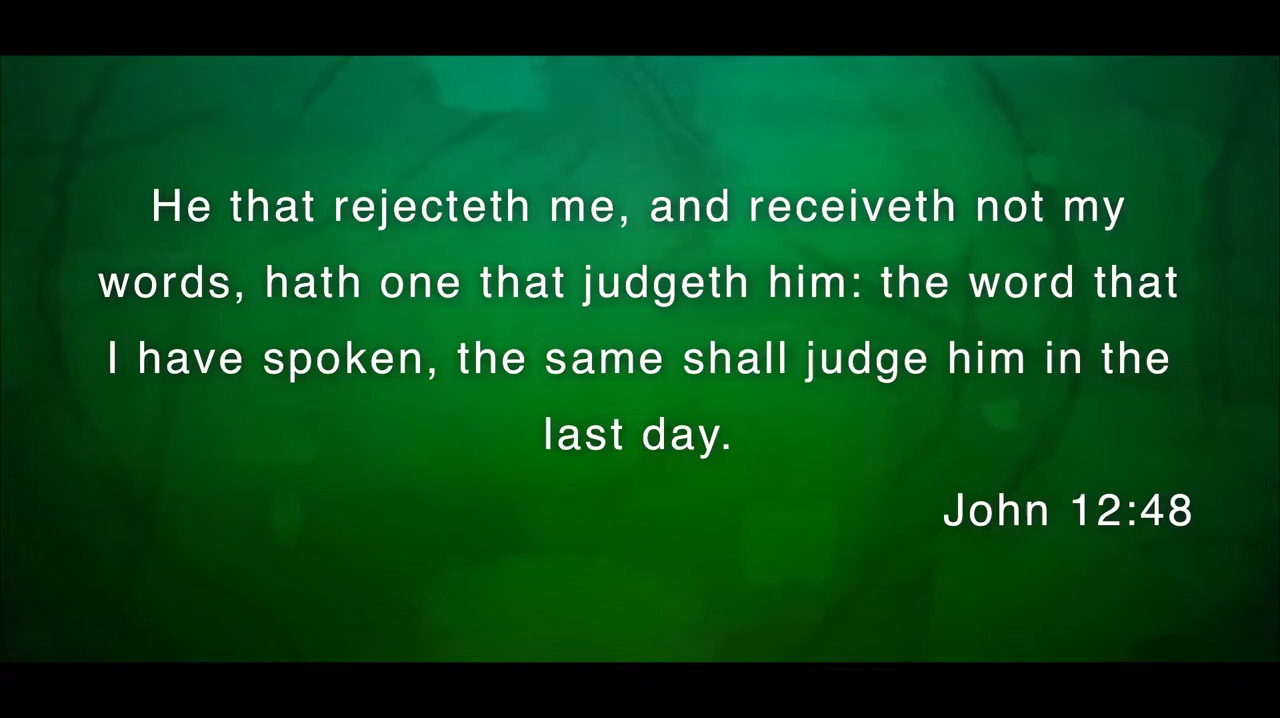 He that rejecteth me, and receiveth not my
words, hath one that judgeth him: the word that
I have spoken, the same shall judge him in the
last day.
John 12:48